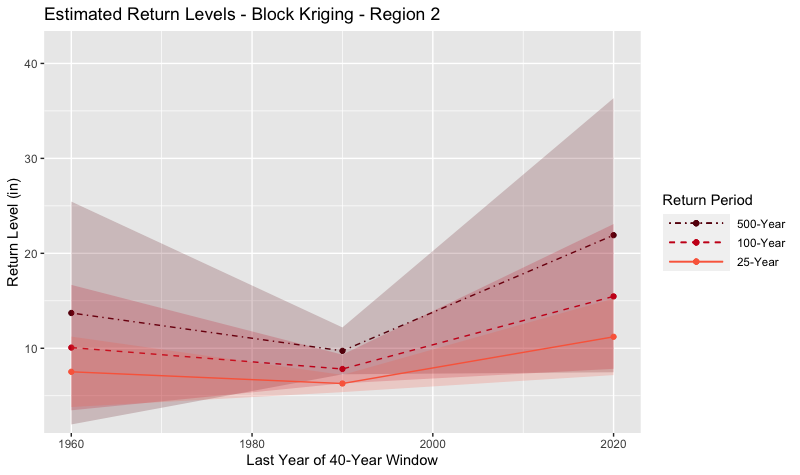 Estimated Return Levels - Block Kriging - Region 2
40
30
20
10
Return Level (in)
1960
1980
2000
2020
Last Year of 40-Year Window
Return Period
500-Year
100-Year
25-Year